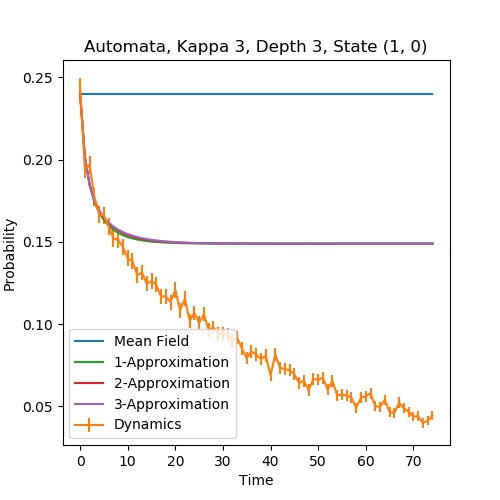 Automata, Kappa 3, Depth 3, State (1, 0)
Probability
0.25
0.20
0.15
0.10
0.05
Mean Field
1-Approximation
2-Approximation
3-Approximation
Dynamics
0 10 20 30 40 50 60 70
Time